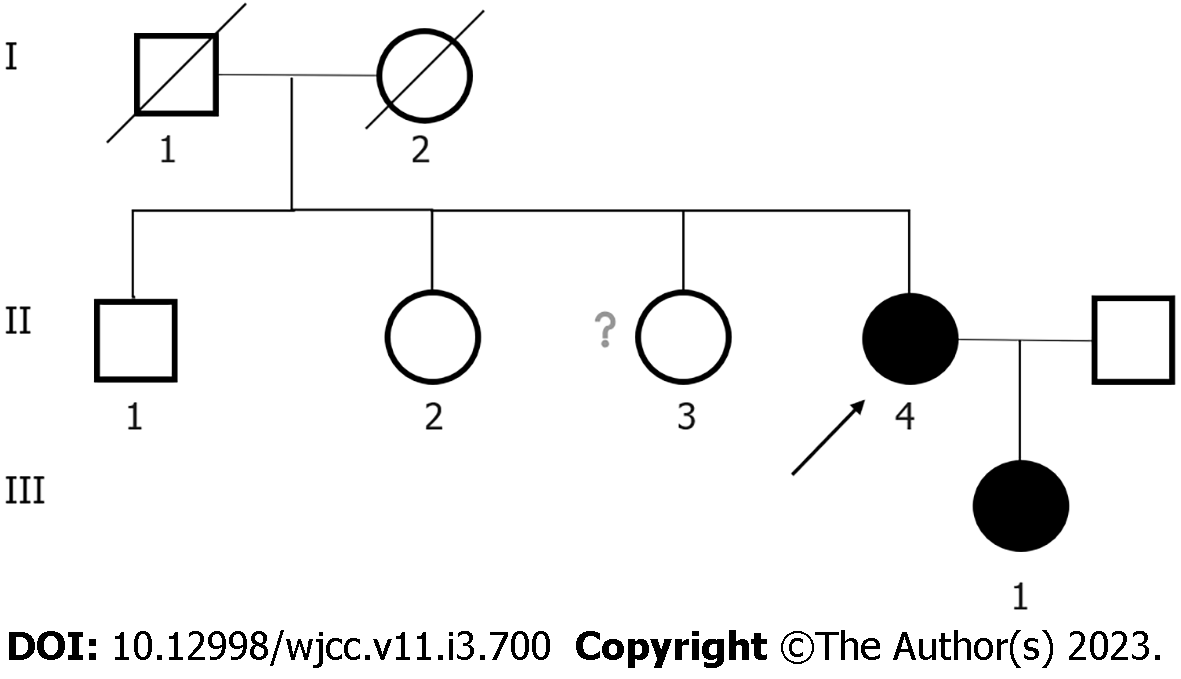 I
1 2
II
?
1 2 3 4
III
1
DOI: 10.12998/wjcc.v11.i3.700 Copyright ©The Author(s) 2023.